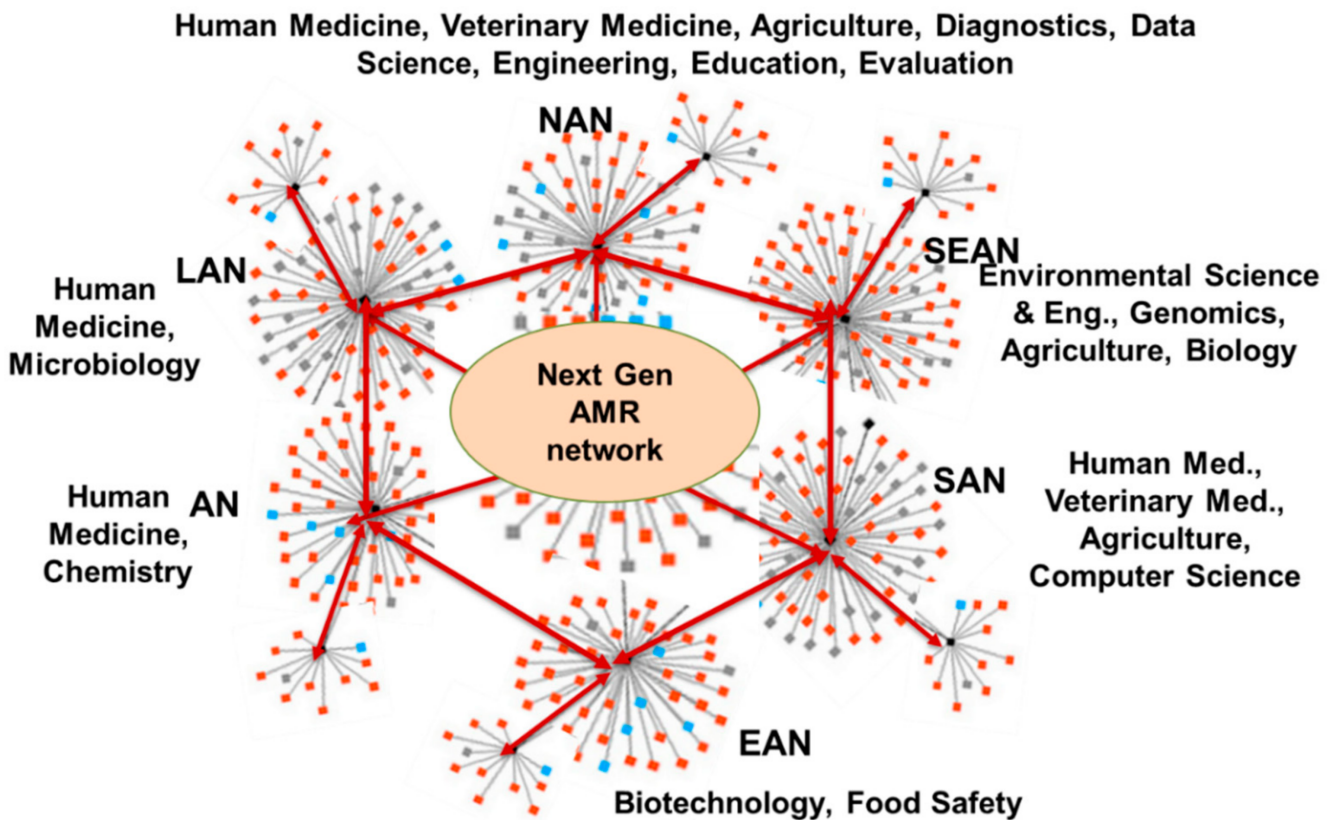 Human Medicine, Veterinary Medicine, Agriculture, Diagnostics, Data
Science, Engineering, Education, Evaluation
NAN
SEAN
LAN
Human
Medicine,
Microbiology
Environmental Science
& Eng., Genomics,
Agriculture, Biology
Next Gen
AMR
network
AN
Human
Medicine,
Chemistry
SAN
Human Med.,
Veterinary Med.,
Agriculture,
Computer Science
EAN
Biotechnology, Food Safety